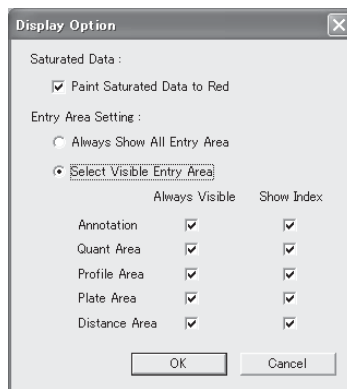 Display Option
Saturated Data :
Paint Saturated Data to Red
Entry Area Setting :
Always Show All Entry Area
Select Visible Entry Area
Always Visible Show Index
Annotation
Quant Area
Profile Area
Plate Area
Distance Area
OK Cancel